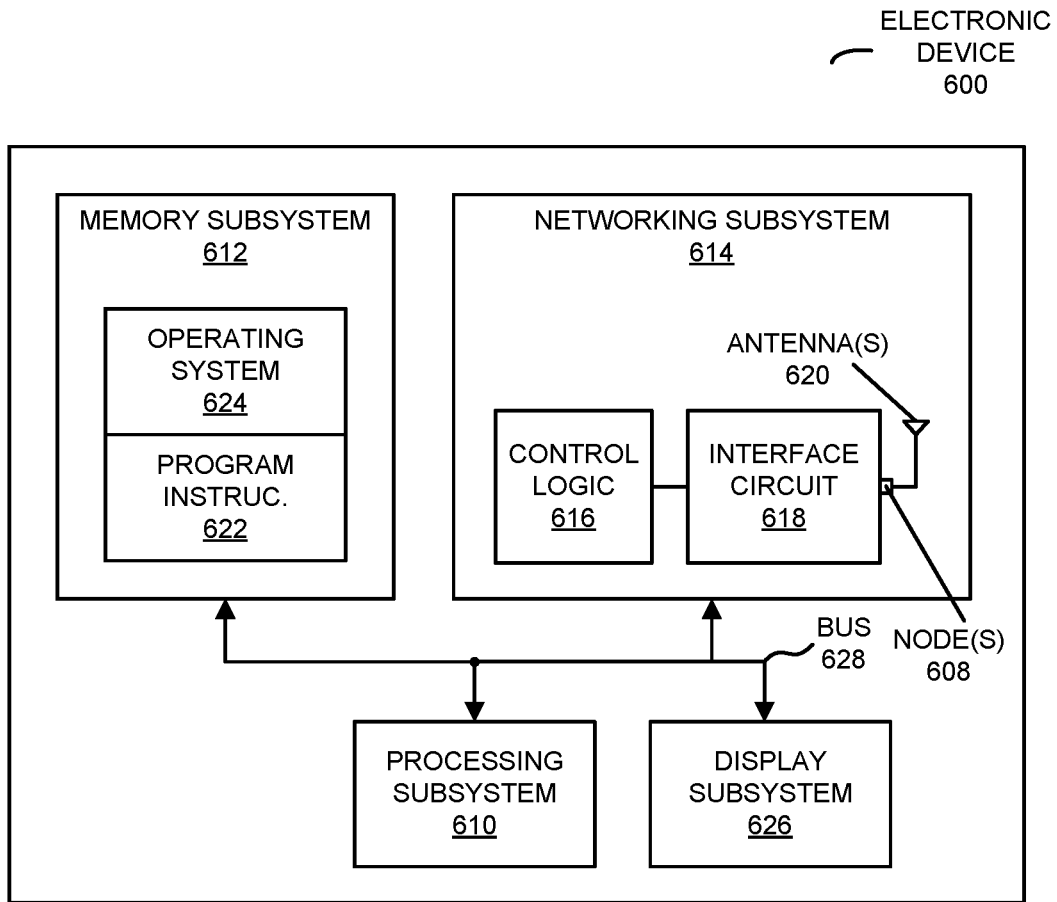 ELECTRONIC
DEVICE
600
MEMORY SUBSYSTEM
612
OPERATING
SYSTEM
624
PROGRAM
INSTRUC.
622
NETWORKING SUBSYSTEM
614
ANTENNA(S)
620
CONTROL
LOGIC
616
INTERFACE
CIRCUIT
618
NODE(S)
608
BUS
628
PROCESSING
SUBSYSTEM
610
DISPLAY
SUBSYSTEM
626